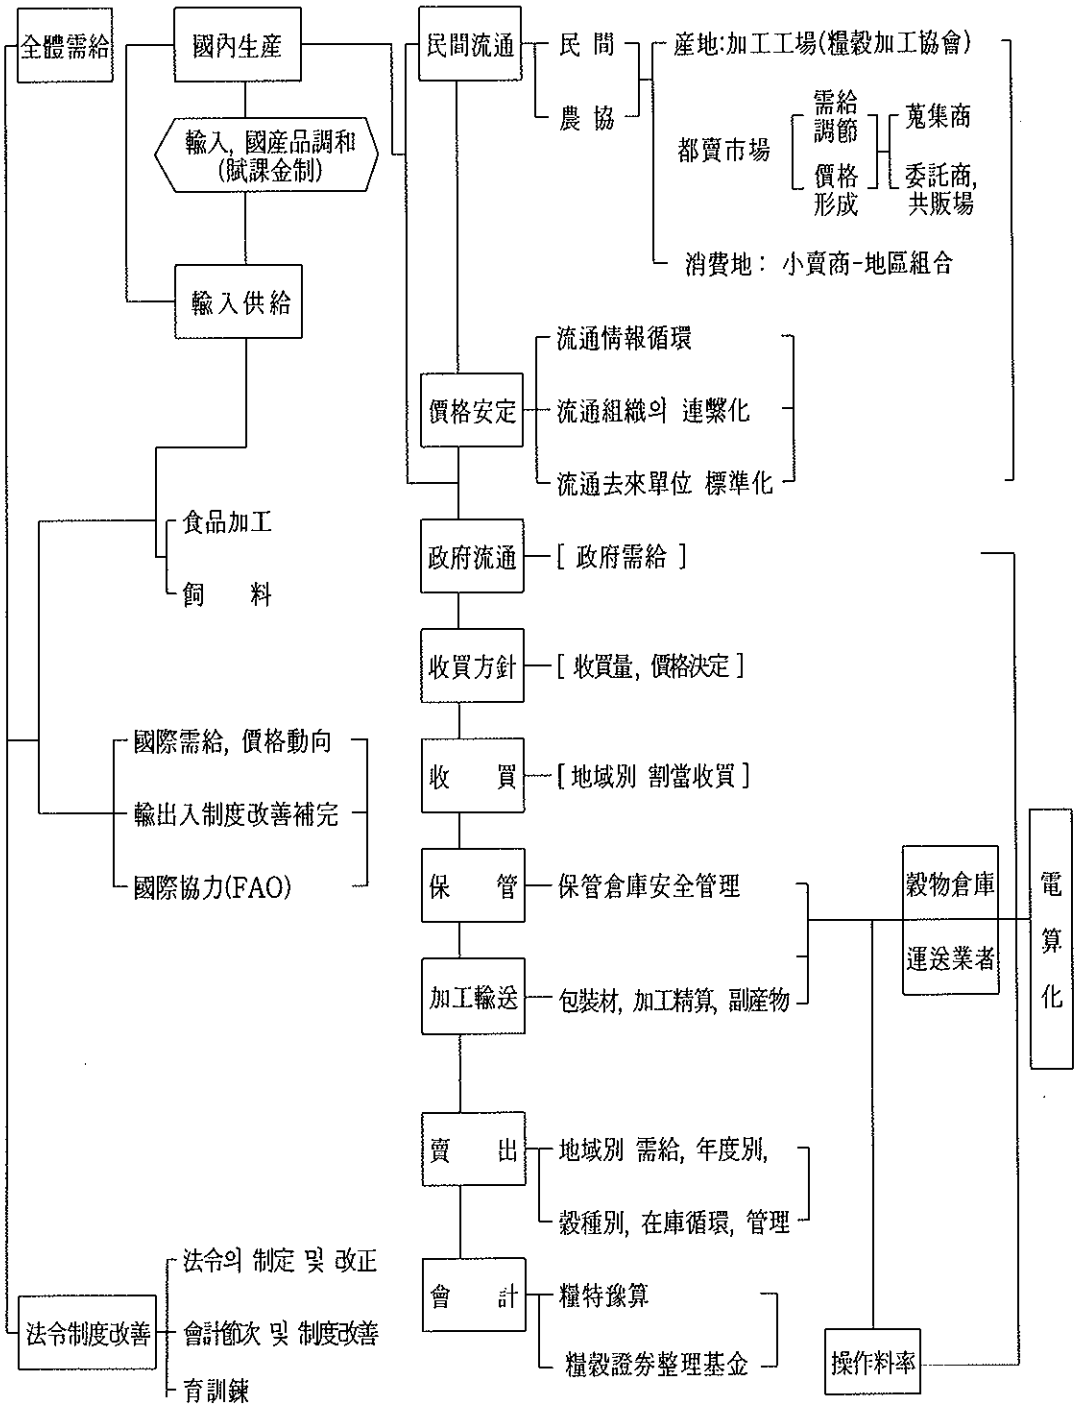 全體需給
國內生産
輸入, 國産品調和
(賦課金制)
輸入供給
食品加工
飼 料
國際需給, 價格動向
輸出入制度改善補完
國際協力(FAO)
法令制度改善
法令의 制定 및 改正
會計節次 및 制度改善
育訓鍊
民間流通
民 間
農 協
産地:加工工場(糧穀加工協會)
都賣市場
需給
調節
價格
形成
蒐集商
委託商,
共販場
消費地: 小賣商-地區組合
價格安定
流通情報循環
流通組織의 連繫化
流通去來單位 標準化
政府流通
[ 政府需給 ]
收買方針
[ 收買量, 價格決定 ]
收 買
[ 地域別 割當收買 ]
保 管
保管倉庫安全管理
加工輸送
包裝材, 加工精算, 副産物
賣 出
地域別 需給, 年度別,
穀種別, 在庫循環, 管理
會 計
糧特豫算
糧穀證券整理基金
穀物倉庫
運送業者
操作料率
電
算
化